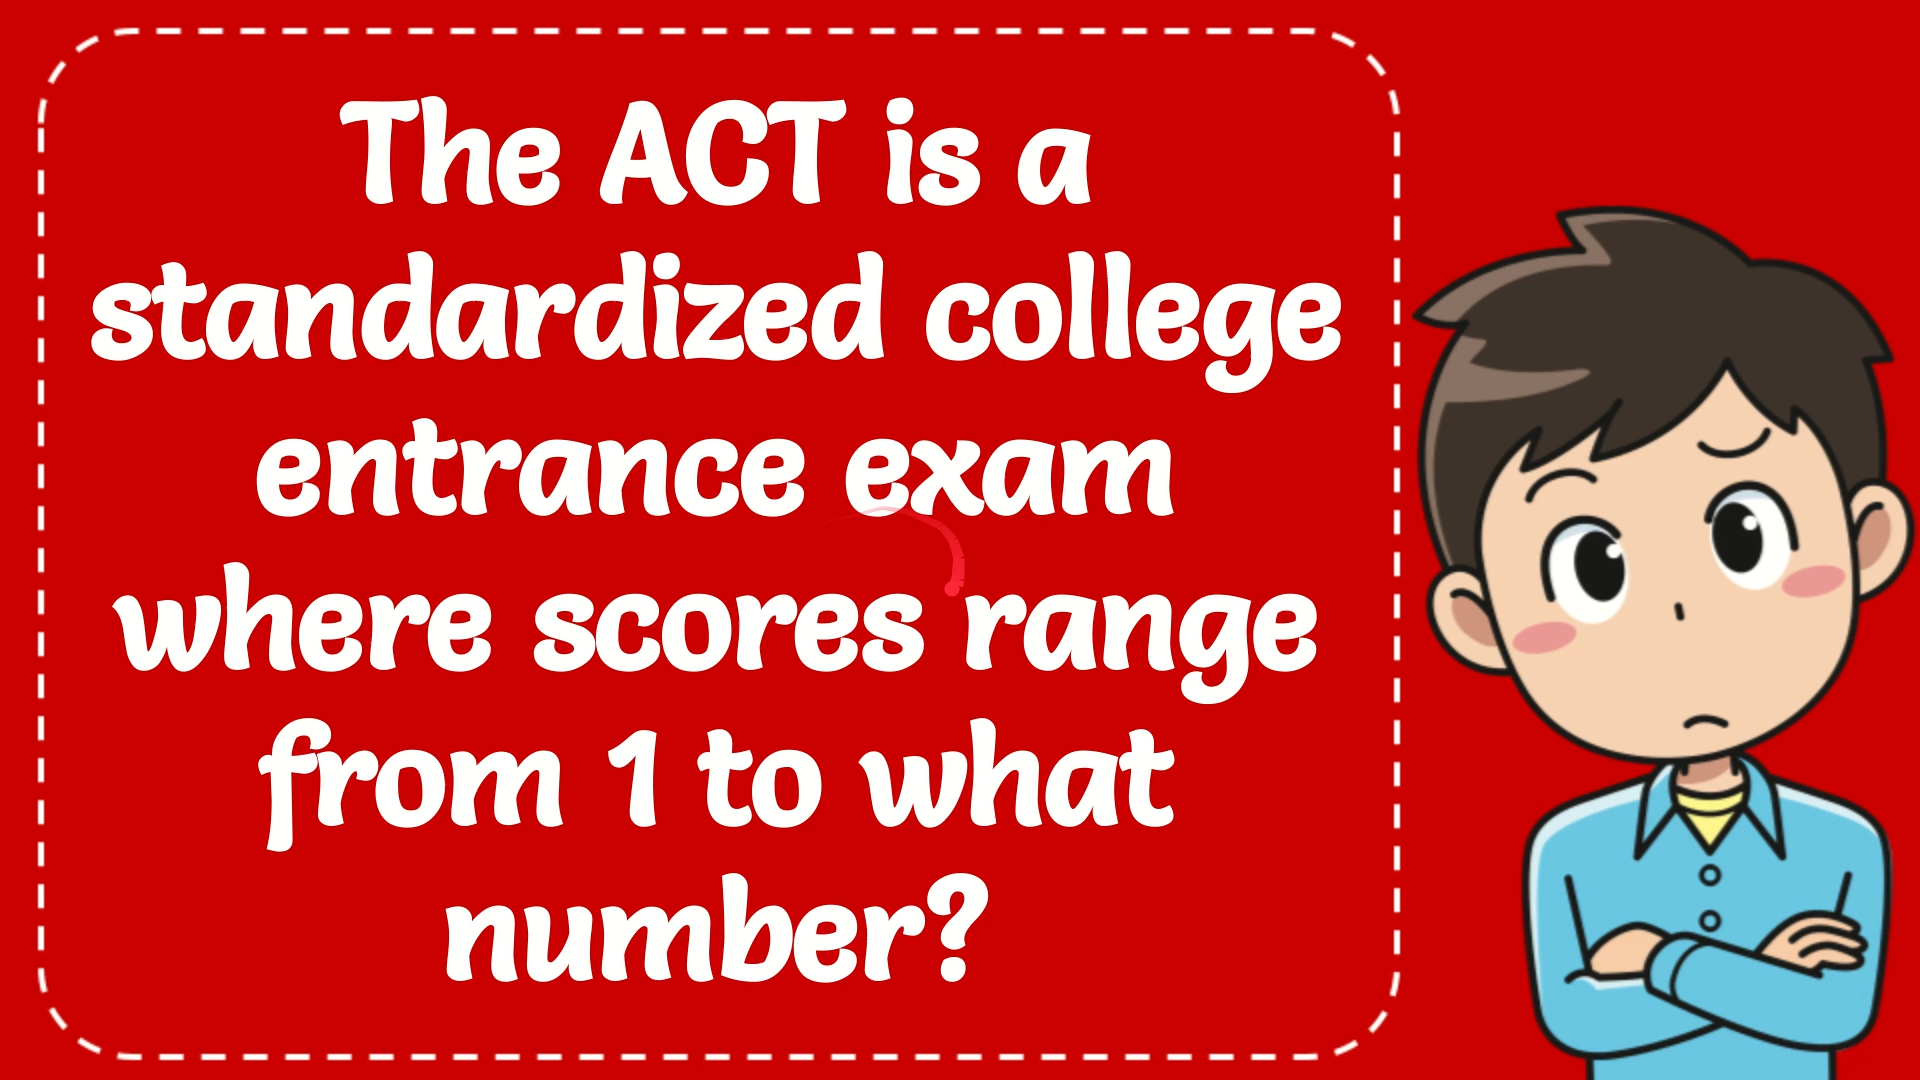 The ACT is a
standardized college
entrance exam
where scores range
from 1 to what
number?